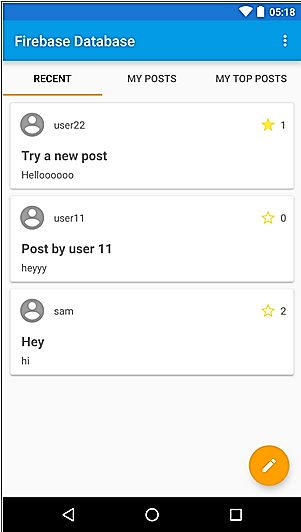 05:18
Firebase Database
RECENT MY POSTS MY TOP POSTS
user22 1
Try a new post
Helloooooo
user11 0
Post by user 11
heyyy
sam 2
Hey
hi